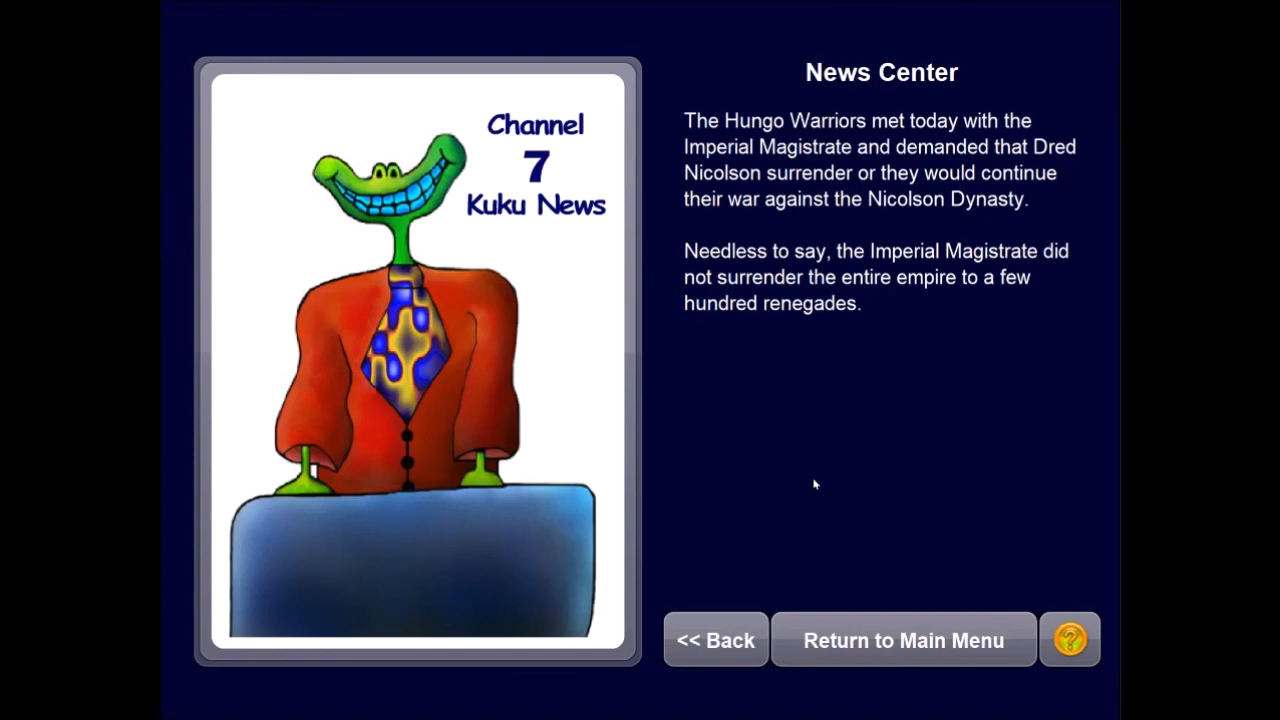 Channel
7
Kuku News
News Center
The Hungo Warriors met today with the
Imperial Magistrate and demanded that Dred
Nicolson surrender or they would continue
their war against the Nicolson Dynasty.
Needless to say, the Imperial Magistrate did
not surrender the entire empire to a few
hundred renegades.
<< Back
Return to Main Menu
?